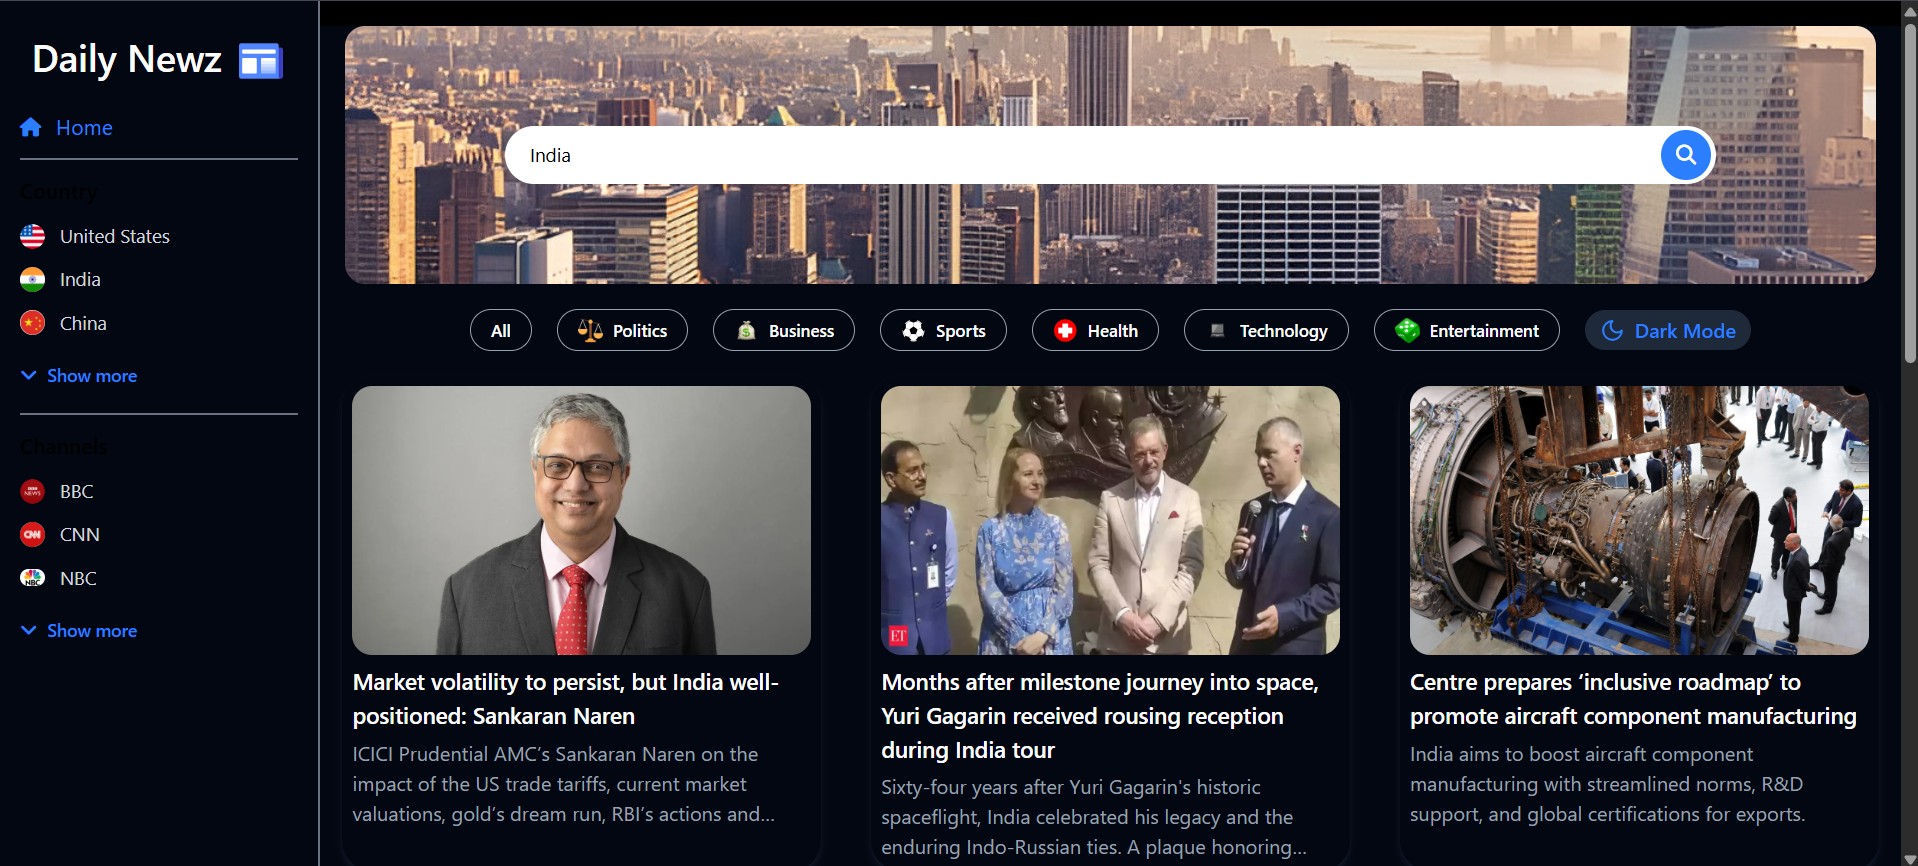 Daily Newz
Home
Country
United States
India
China
Show more
Channels
BBC NEWS
BBC
CNN
CNN
NBC
NBC
Show more
India
All
Politics
Business
Sports
Health
Technology
Entertainment
Dark Mode
Market volatility to persist, but India well-
positioned: Sankaran Naren
ICICI Prudential AMC’s Sankaran Naren on the
impact of the US trade tariffs, current market
valuations, gold’s dream run, RBI’s actions and...
ET
Months after milestone journey into space,
Yuri Gagarin received rousing reception
during India tour
Sixty-four years after Yuri Gagarin's historic
spaceflight, India celebrated his legacy and the
enduring Indo-Russian ties. A plaque honoring...
Centre prepares ‘inclusive roadmap’ to
promote aircraft component manufacturing
India aims to boost aircraft component
manufacturing with streamlined norms, R&D
support, and global certifications for exports.